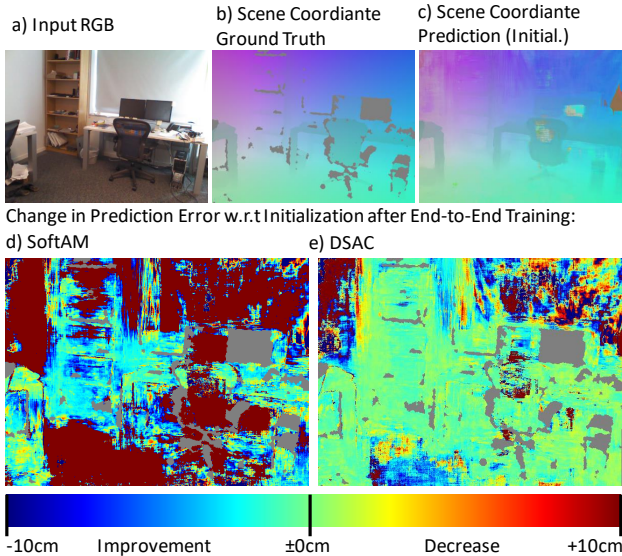 a) Input RGB
b) Scene Coordiante
Ground Truth
c) Scene Coordiante
Prediction (Initial.)
Change in Prediction Error w.r.t Initialization after End-to-End Training:
d) SoftAM
e) DSAC
-10cm Improvement ±0cm Decrease +10cm